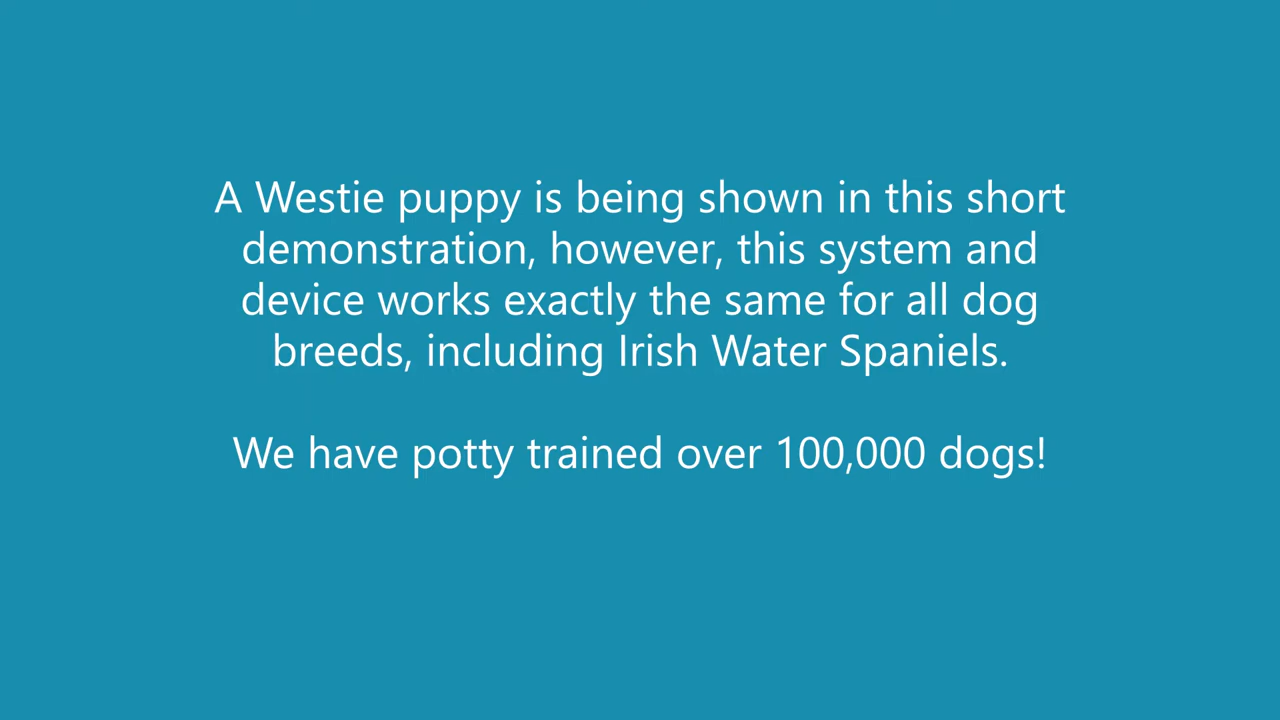 A Westie puppy is being shown in this short
demonstration, however, this system and
device works exactly the same for all dog
breeds, including Irish Water Spaniels.
We have potty trained over 100,000 dogs!